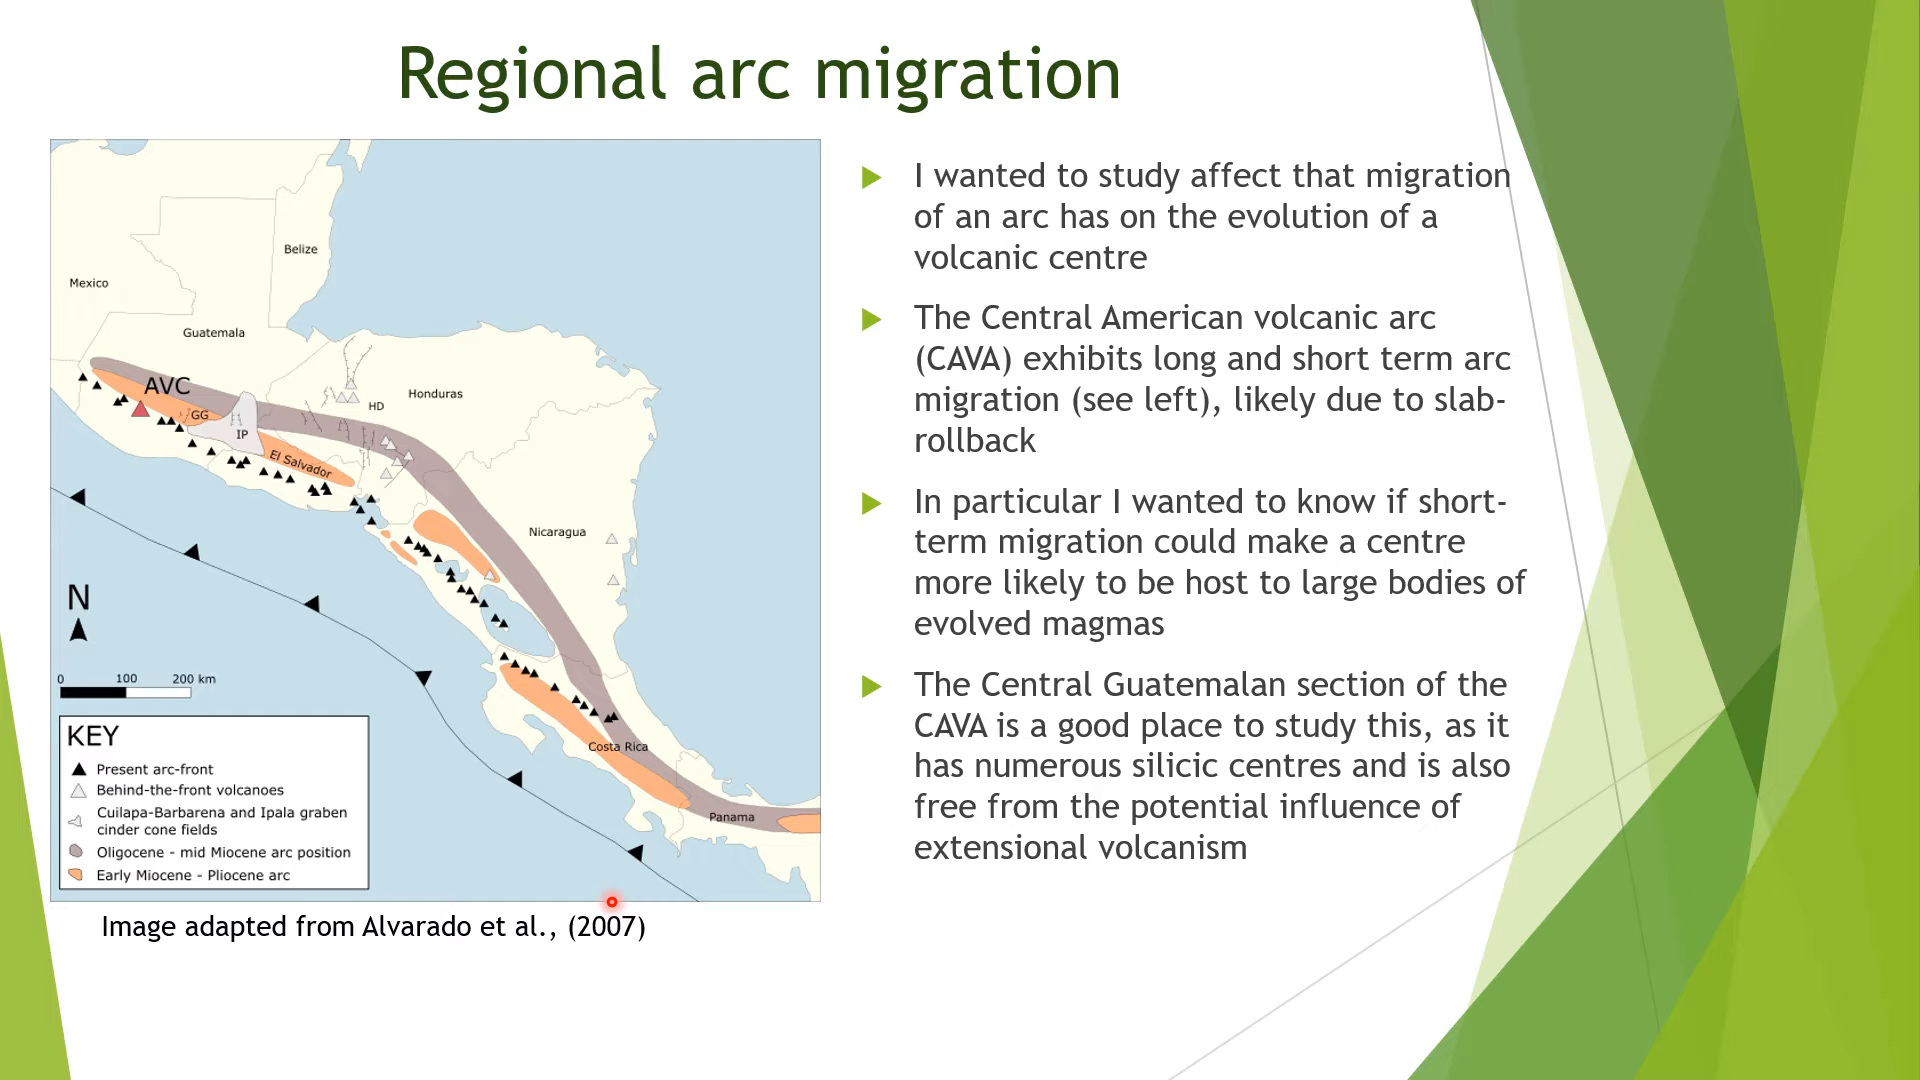 Regional arc migration
Mexico
Belize
Guatemala
AVC
GG
IP
HD
Honduras
El Salvador
Nicaragua
N
0 100 200 km
Costa Rica
Panama
KEY
Present arc-front
Behind-the-front volcanoes
Cuilapa-Barbarena and Ipala graben
cinder cone fields
Oligocene - mid Miocene arc position
Early Miocene - Pliocene arc
Image adapted from Alvarado et al., (2007)
I wanted to study affect that migration
of an arc has on the evolution of a
volcanic centre
The Central American volcanic arc
(CAVA) exhibits long and short term arc
migration (see left), likely due to slab-
rollback
In particular I wanted to know if short-
term migration could make a centre
more likely to be host to large bodies of
evolved magmas
The Central Guatemalan section of the
CAVA is a good place to study this, as it
has numerous silicic centres and is also
free from the potential influence of
extensional volcanism